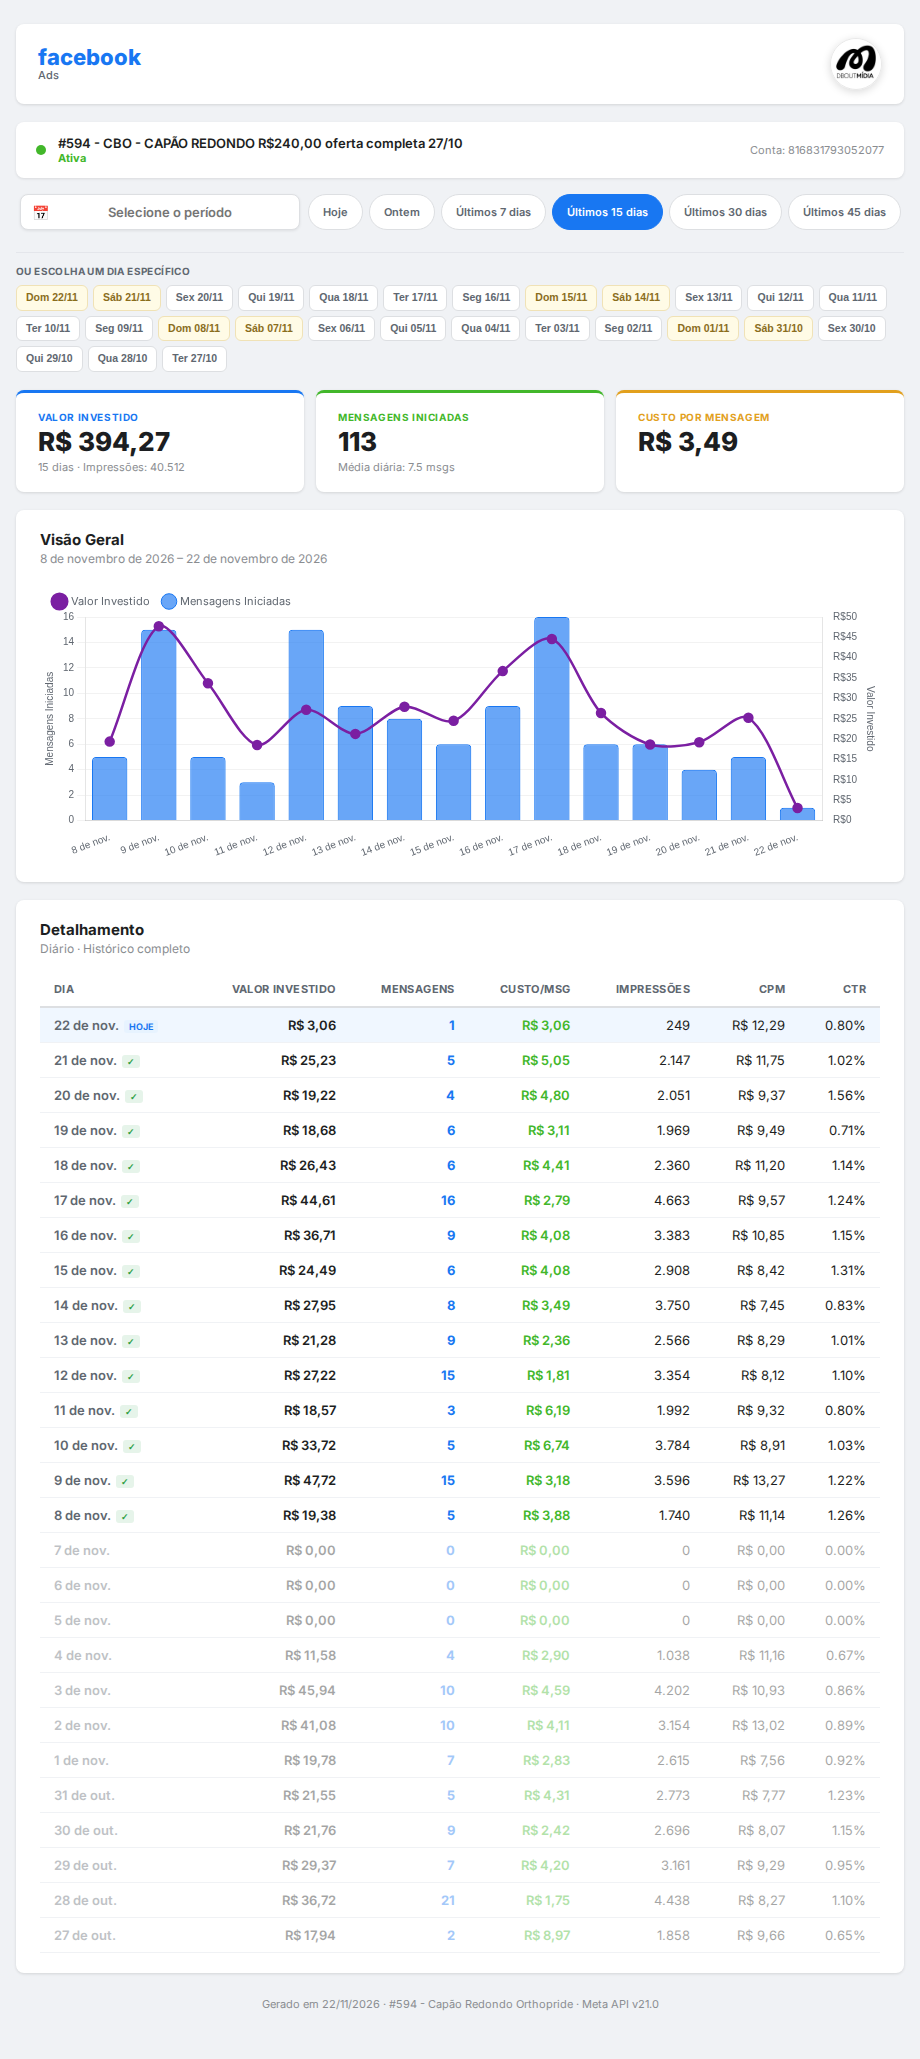 facebook
Ads
DBOUTMÍDIA
#594 - CBO - CAPÃO REDONDO R$240,00 oferta completa 27/10
Ativa
Conta: 816831793052077
Selecione o período
Hoje
Ontem
Últimos 7 dias
Últimos 15 dias
Últimos 30 dias
Últimos 45 dias
OU ESCOLHA UM DIA ESPECÍFICO
Dom 22/11 Sáb 21/11 Sex 20/11 Qui 19/11 Qua 18/11 Ter 17/11 Seg 16/11 Dom 15/11 Sáb 14/11 Sex 13/11 Qui 12/11 Qua 11/11
Ter 10/11 Seg 09/11 Dom 08/11 Sáb 07/11 Sex 06/11 Qui 05/11 Qua 04/11 Ter 03/11 Seg 02/11 Dom 01/11 Sáb 31/10 Sex 30/10
Qui 29/10 Qua 28/10 Ter 27/10
VALOR INVESTIDO
R$ 394,27
15 dias · Impressões: 40.512
MENSAGENS INICIADAS
113
Média diária: 7.5 msgs
CUSTO POR MENSAGEM
R$ 3,49
Visão Geral
8 de novembro de 2026 – 22 de novembro de 2026
Valor Investido Mensagens Iniciadas
Mensagens Iniciadas
16
14
12
10
8
6
4
2
0
R$50
R$45
R$40
R$35
R$30
R$25
R$20
R$15
R$10
R$5
R$0
Valor Investido
8 de nov. 9 de nov. 10 de nov. 11 de nov. 12 de nov. 13 de nov. 14 de nov. 15 de nov. 16 de nov. 17 de nov. 18 de nov. 19 de nov. 20 de nov. 21 de nov. 22 de nov.
Detalhamento
Diário · Histórico completo
DIA VALOR INVESTIDO MENSAGENS CUSTO/MSG IMPRESSÕES CPM CTR
22 de nov. HOJE R$ 3,06 1 R$ 3,06 249 R$ 12,29 0.80%
21 de nov. ✓ R$ 25,23 5 R$ 5,05 2.147 R$ 11,75 1.02%
20 de nov. ✓ R$ 19,22 4 R$ 4,80 2.051 R$ 9,37 1.56%
19 de nov. ✓ R$ 18,68 6 R$ 3,11 1.969 R$ 9,49 0.71%
18 de nov. ✓ R$ 26,43 6 R$ 4,41 2.360 R$ 11,20 1.14%
17 de nov. ✓ R$ 44,61 16 R$ 2,79 4.663 R$ 9,57 1.24%
16 de nov. ✓ R$ 36,71 9 R$ 4,08 3.383 R$ 10,85 1.15%
15 de nov. ✓ R$ 24,49 6 R$ 4,08 2.908 R$ 8,42 1.31%
14 de nov. ✓ R$ 27,95 8 R$ 3,49 3.750 R$ 7,45 0.83%
13 de nov. ✓ R$ 21,28 9 R$ 2,36 2.566 R$ 8,29 1.01%
12 de nov. ✓ R$ 27,22 15 R$ 1,81 3.354 R$ 8,12 1.10%
11 de nov. ✓ R$ 18,57 3 R$ 6,19 1.992 R$ 9,32 0.80%
10 de nov. ✓ R$ 33,72 5 R$ 6,74 3.784 R$ 8,91 1.03%
9 de nov. ✓ R$ 47,72 15 R$ 3,18 3.596 R$ 13,27 1.22%
8 de nov. ✓ R$ 19,38 5 R$ 3,88 1.740 R$ 11,14 1.26%
7 de nov. R$ 0,00 0 R$ 0,00 0 R$ 0,00 0.00%
6 de nov. R$ 0,00 0 R$ 0,00 0 R$ 0,00 0.00%
5 de nov. R$ 0,00 0 R$ 0,00 0 R$ 0,00 0.00%
4 de nov. R$ 11,58 4 R$ 2,90 1.038 R$ 11,16 0.67%
3 de nov. R$ 45,94 10 R$ 4,59 4.202 R$ 10,93 0.86%
2 de nov. R$ 41,08 10 R$ 4,11 3.154 R$ 13,02 0.89%
1 de nov. R$ 19,78 7 R$ 2,83 2.615 R$ 7,56 0.92%
31 de out. R$ 21,55 5 R$ 4,31 2.773 R$ 7,77 1.23%
30 de out. R$ 21,76 9 R$ 2,42 2.696 R$ 8,07 1.15%
29 de out. R$ 29,37 7 R$ 4,20 3.161 R$ 9,29 0.95%
28 de out. R$ 36,72 21 R$ 1,75 4.438 R$ 8,27 1.10%
27 de out. R$ 17,94 2 R$ 8,97 1.858 R$ 9,66 0.65%
Gerado em 22/11/2026 · #594 - Capão Redondo Orthopride · Meta API v21.0